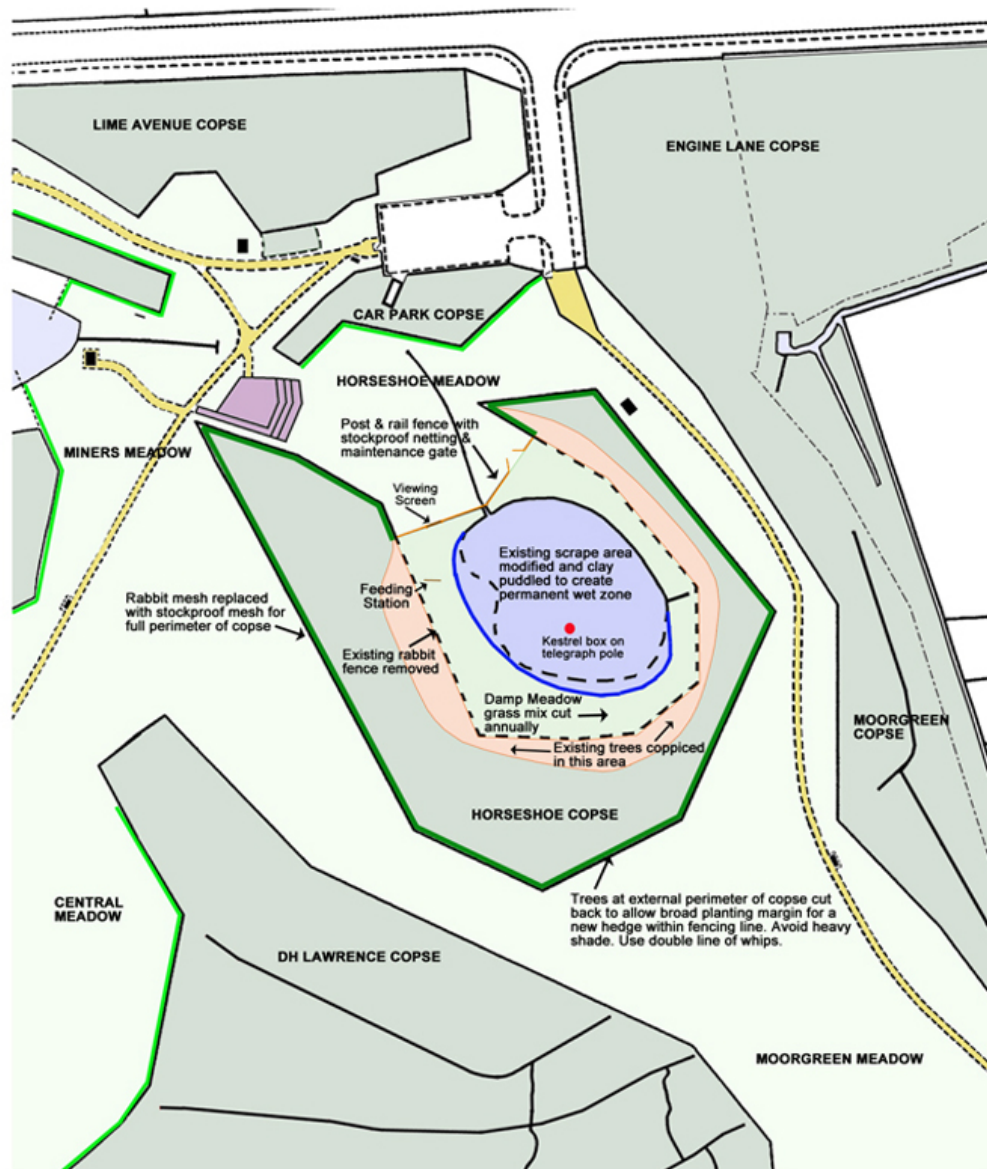 LIME AVENUE COPSE
ENGINE LANE COPSE
CAR PARK COPSE
HORSESHOE MEADOW
Post & rail fence with
stockproof netting &
maintenance gate
MINERS MEADOW
Viewing
Screen
Existing scrape area
modified and clay
puddled to create
permanent wet zone
Feeding
Station
Rabbit mesh replaced
with stockproof mesh for
full perimeter of copse
Kestrel box on
telegraph pole
Existing rabbit
fence removed
Damp Meadow
grass mix cut
annually
MOORGREEN
COPSE
Existing trees coppiced
in this area
HORSESHOE COPSE
Trees at external perimeter of copse cut
back to allow broad planting margin for a
new hedge within fencing line. Avoid heavy
shade. Use double line of whips.
CENTRAL
MEADOW
DH LAWRENCE COPSE
MOORGREEN MEADOW